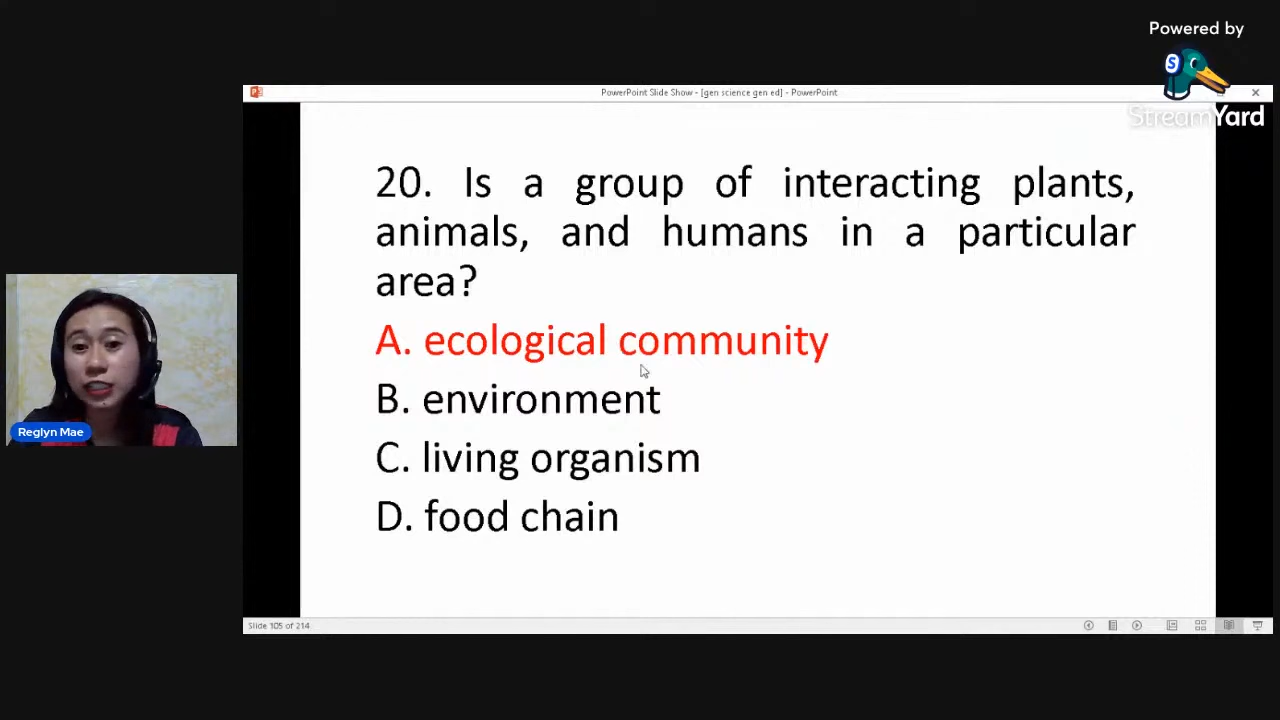 Powered by
S
StreamYard
PowerPoint Slide Show - [gen science gen ed] - PowerPoint
20. Is a group of interacting plants,
animals, and humans in a particular
area?
A. ecological community
B. environment
C. living organism
D. food chain
Reglyn Mae
Slide 105 of 214